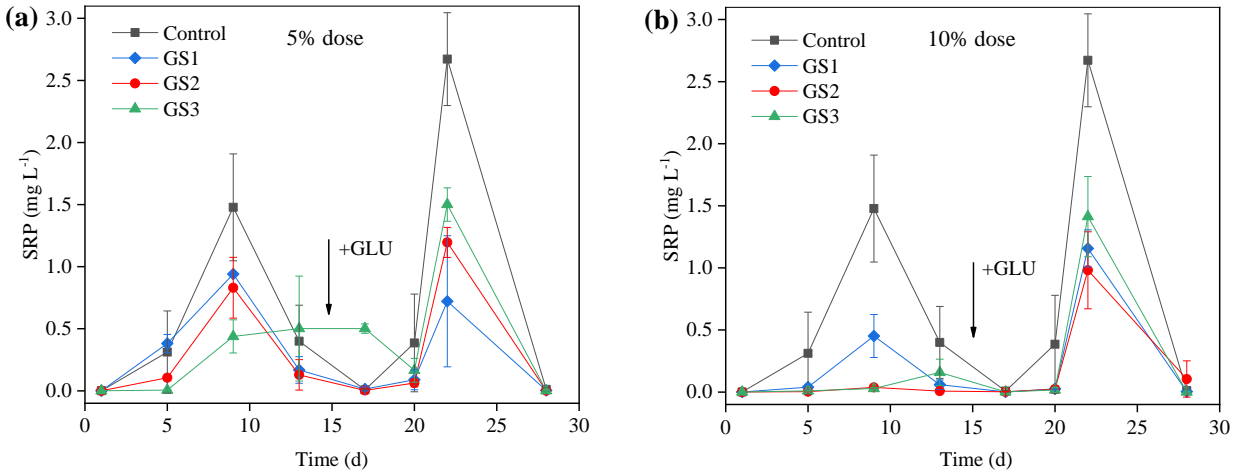 (a)
5% dose
Control
GS1
GS2
GS3
+GLU
SRP (mg L-1)
3.0
2.5
2.0
1.5
1.0
0.5
0.0
0 5 10 15 20 25 30
Time (d)
(b)
10% dose
Control
GS1
GS2
GS3
+GLU
SRP (mg L-1)
3.0
2.5
2.0
1.5
1.0
0.5
0.0
0 5 10 15 20 25 30
Time (d)